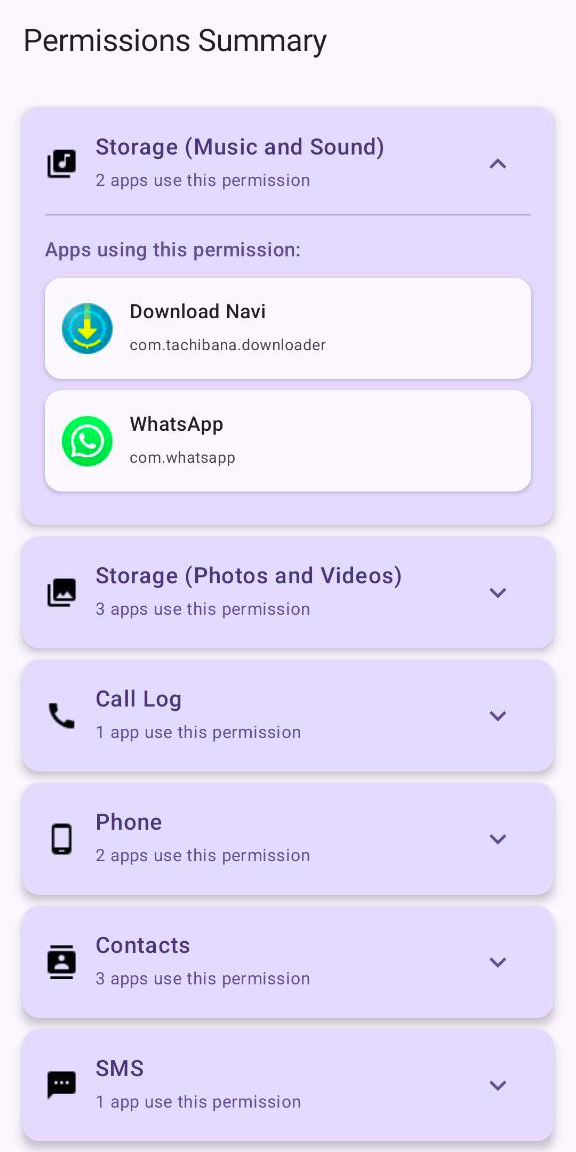 Permissions Summary
Storage (Music and Sound)
2 apps use this permission
Apps using this permission:
Download Navi
com.tachibana.downloader
WhatsApp
com.whatsapp
Storage (Photos and Videos)
3 apps use this permission
Call Log
1 app use this permission
Phone
2 apps use this permission
Contacts
3 apps use this permission
SMS
1 app use this permission